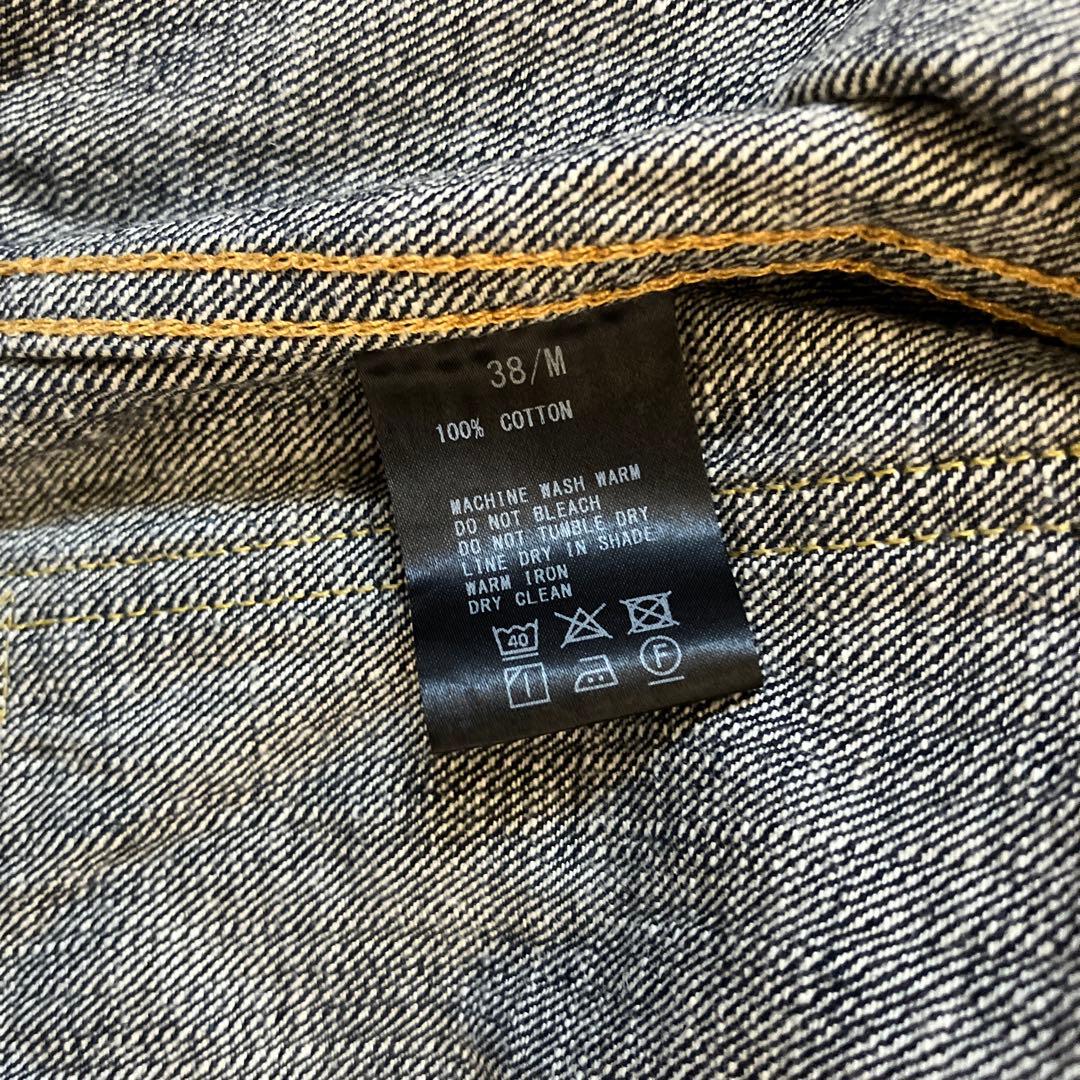 38/M
100% COTTON
MACHINE WASH WARM
DO NOT BLEACH
DO NOT TUMBLE DRY
LINE DRY IN SHADE
WARM IRON
DRY CLEAN
40
F